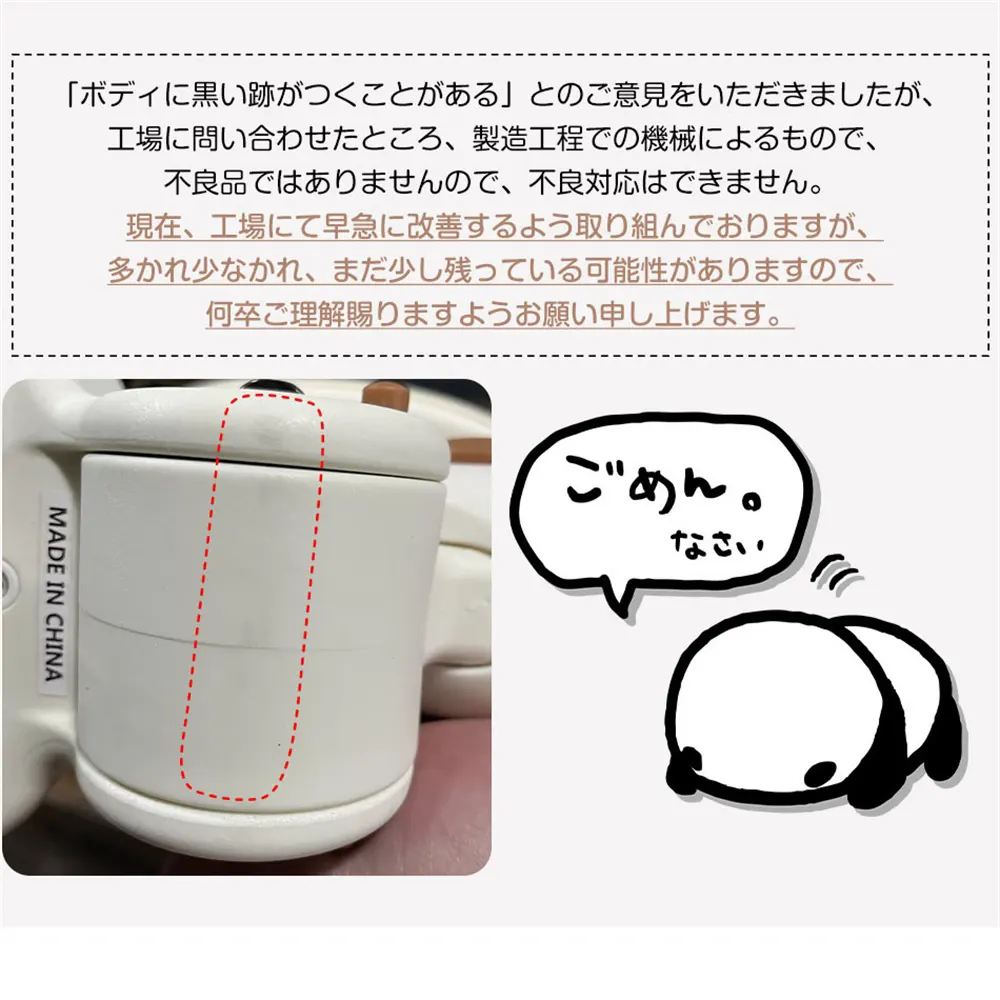 「ボディに黒い跡がつくことがある」とのご意見をいただきましたが、
工場に問い合わせたところ、製造工程での機械によるもので、
不良品ではありませんので、不良対応はできません。
現在、工場にて早急に改善するよう取り組んでおりますが、
多かれ少なかれ、まだ少し残っている可能性がありますので、
何卒ご理解賜りますようお願い申し上げます。
MADE IN CHINA
ごめん。
なさい